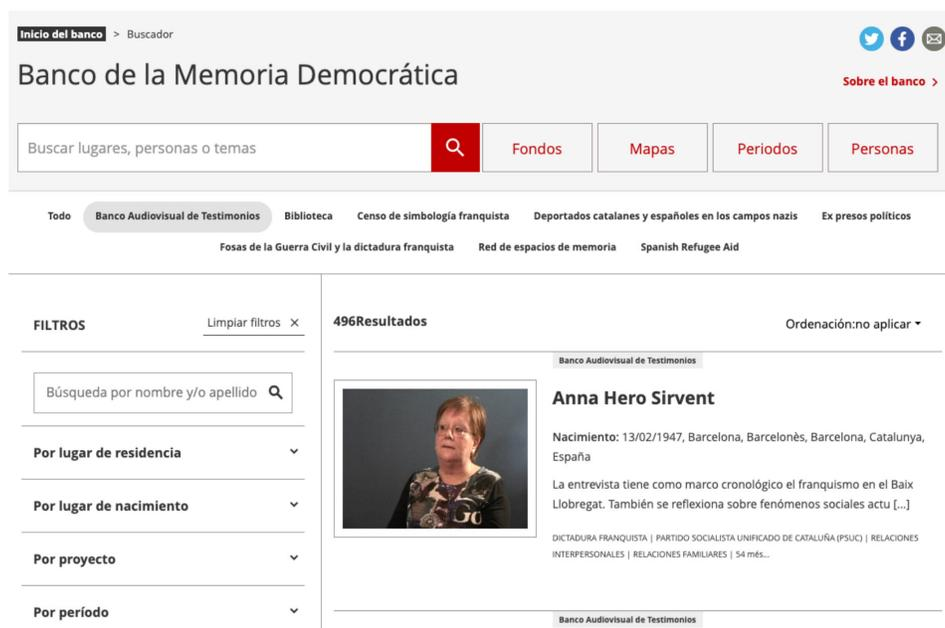 Inicio del banco > Buscador
Banco de la Memoria Democrática
Sobre el banco >
Buscar lugares, personas o temas
Fondos
Mapas
Periodos
Personas
Todo Banco Audiovisual de Testimonios Biblioteca Censo de simbología franquista Deportados catalanes y españoles en los campos nazis Ex presos políticos
Fosas de la Guerra Civil y la dictadura franquista Red de espacios de memoria Spanish Refugee Aid
FILTROS
Limpiar filtros ×
Búsqueda por nombre y/o apellido
Por lugar de residencia
Por lugar de nacimiento
Por proyecto
Por período
496Resultados
Ordenación:no aplicar
Banco Audiovisual de Testimonios
Anna Hero Sirvent
Nacimiento: 13/02/1947, Barcelona, Barcelonès, Barcelona, Catalunya,
España
La entrevista tiene como marco cronológico el franquismo en el Baix
Llobregat. También se reflexiona sobre fenómenos sociales actu [...]
DICTADURA FRANQUISTA | PARTIDO SOCIALISTA UNIFICADO DE CATALUÑA (PSUC) | RELACIONES
INTERPERSONALES | RELACIONES FAMILIARES | 54 més...
Banco Audiovisual de Testimonios